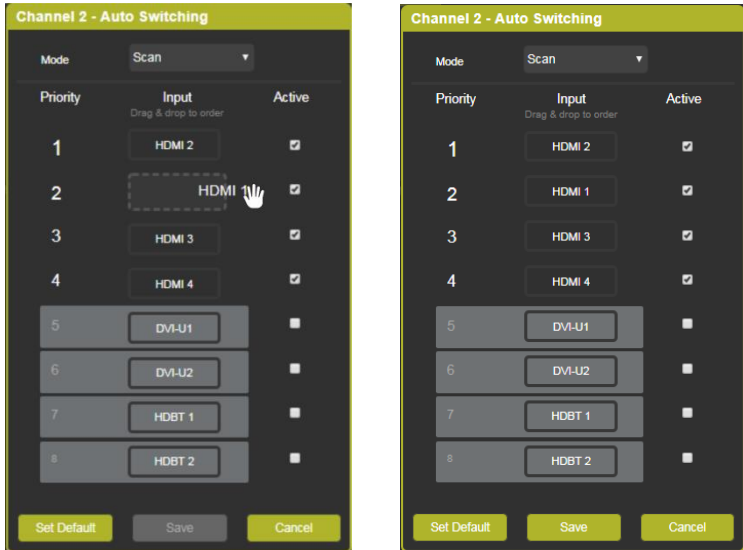 Channel 2 - Auto Switching
Mode Scan
Priority Input Active
Drag & drop to order
1 HDMI 2
2 HDMI 1
3 HDMI 3
4 HDMI 4
5 DVI-U1
6 DVI-U2
7 HDBT 1
8 HDBT 2
Set Default Save Cancel
Channel 2 - Auto Switching
Mode Scan
Priority Input Active
Drag & drop to order
1 HDMI 2
2 HDMI 1
3 HDMI 3
4 HDMI 4
5 DVI-U1
6 DVI-U2
7 HDBT 1
8 HDBT 2
Set Default Save Cancel